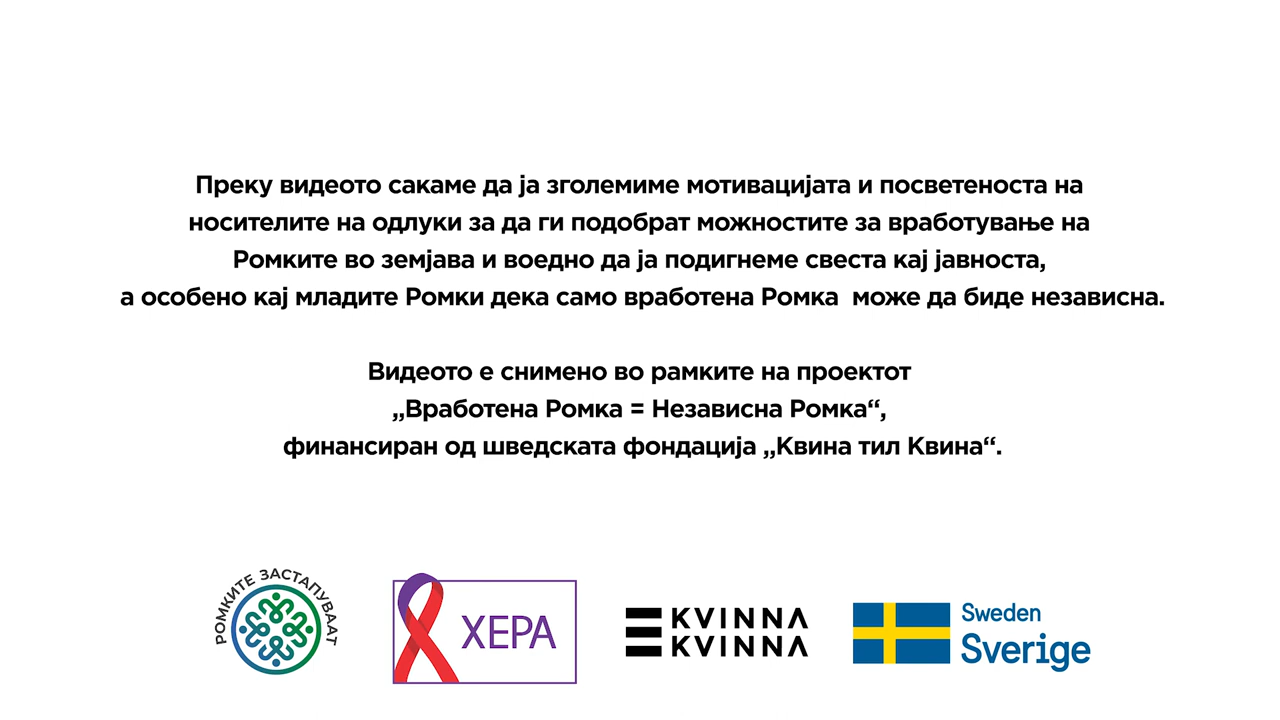 Преку видеото сакаме да ја зголемиме мотивацијата и посветеноста на
носителите на одлуки за да ги подобрат можностите за вработување на
Ромките во земјава и воедно да ја подигнеме свеста кај јавноста,
а особено кај младите Ромки дека само вработена Ромка  може да биде независна.
Видеото е снимено во рамките на проектот
„Вработена Ромка = Независна Ромка“,
финансиран од шведската фондација „Квина тил Квина“.
РОМКИТЕ ЗАСТАПУВААТ
ХЕРА
KVINNA
KVINNA
Sweden
Sverige